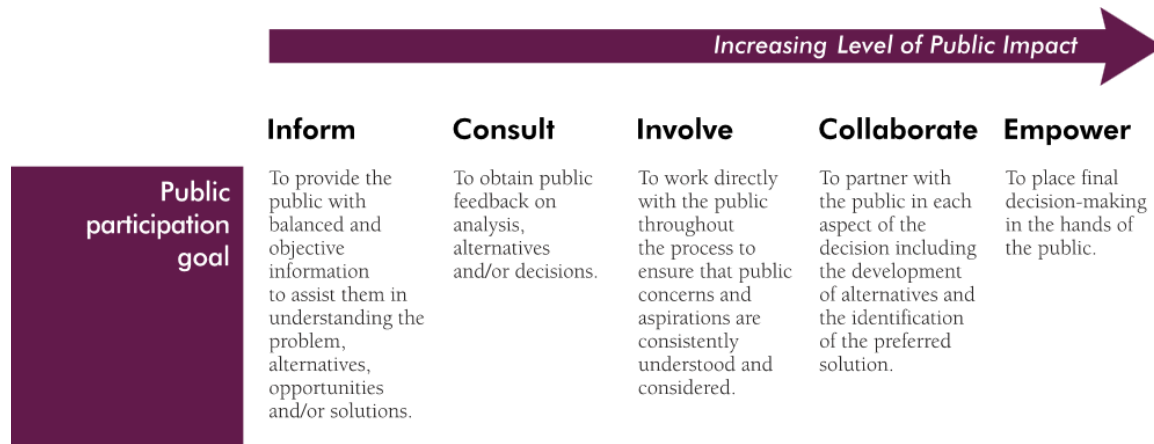 Increasing Level of Public Impact
Inform
Consult
Involve
Collaborate
Empower
Public
participation
goal
To provide the
public with
balanced and
objective
information
to assist them in
understanding the
problem,
alternatives,
opportunities
and/or solutions.
To obtain public
feedback on
analysis,
alternatives
and/or decisions.
To work directly
with the public
throughout
the process to
ensure that public
concerns and
aspirations are
consistently
understood and
considered.
To partner with
the public in each
aspect of the
decision including
the development
of alternatives and
the identification
of the preferred
solution.
To place final
decision-making
in the hands of
the public.